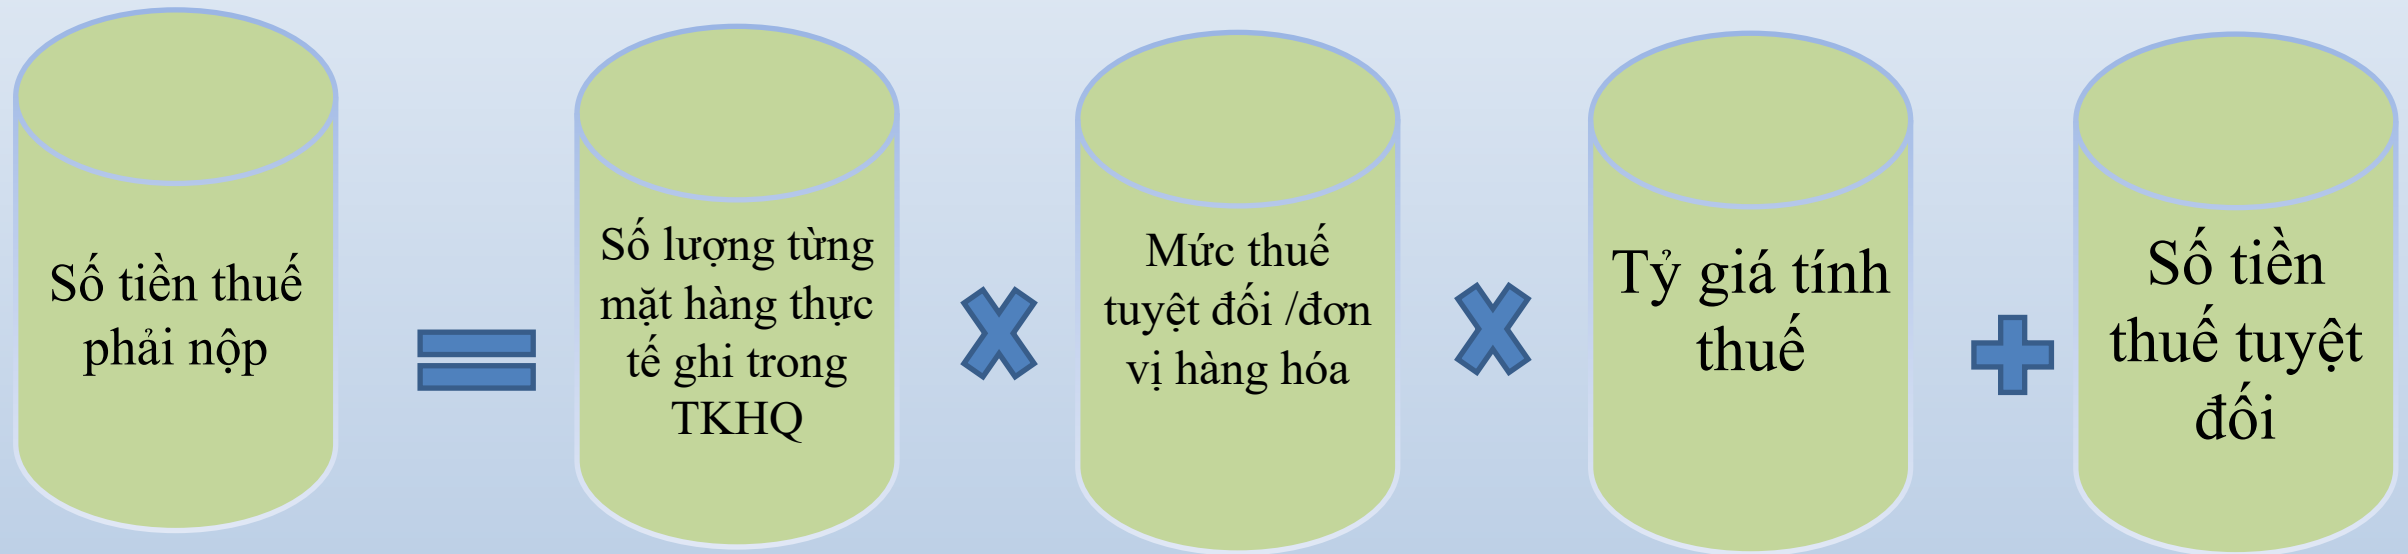 Số tiền thuế
phải nộp
Số lượng từng
mặt hàng thực
tế ghi trong
TKHQ
Mức thuế
tuyệt đối /đơn
vị hàng hóa
Tỷ giá tính
thuế
Số tiền
thuế tuyệt
đối